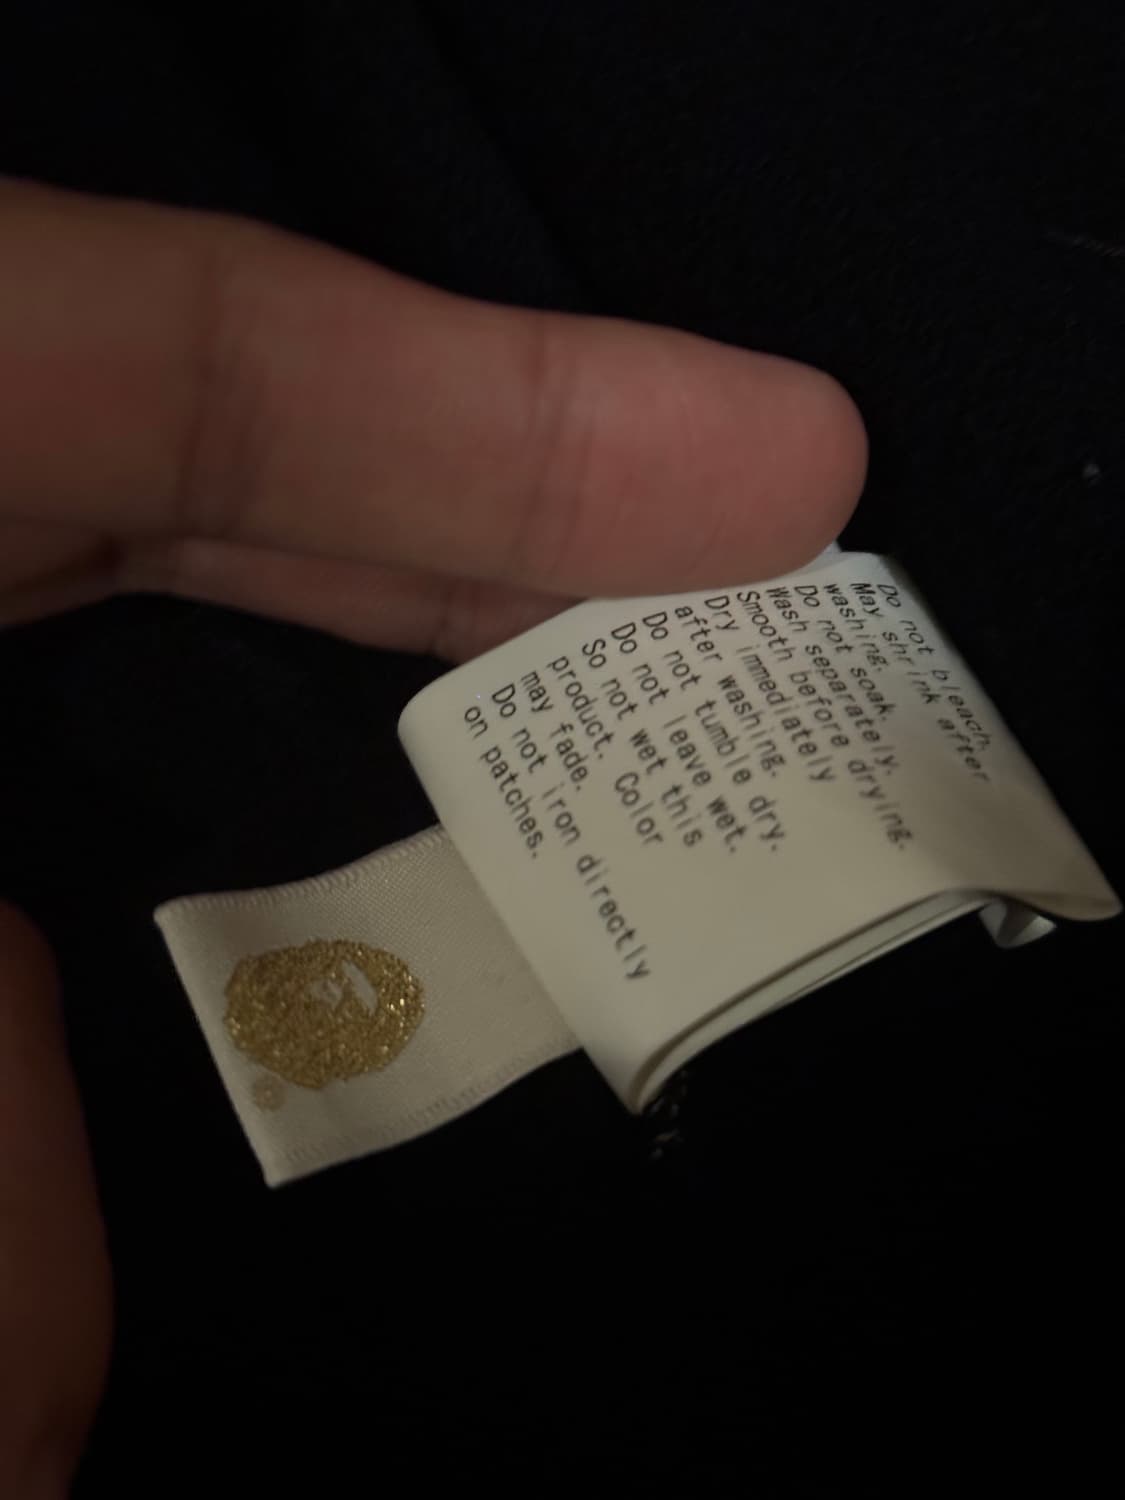 Do not bleach,
May shrink after
washing.
Do not soak.
Wash separately.
Smooth before drying.
Dry immediately
after washing.
Do not tumble dry.
Do not leave wet.
So not wet this
product. Color
may fade.
Do not iron directly
on patches.